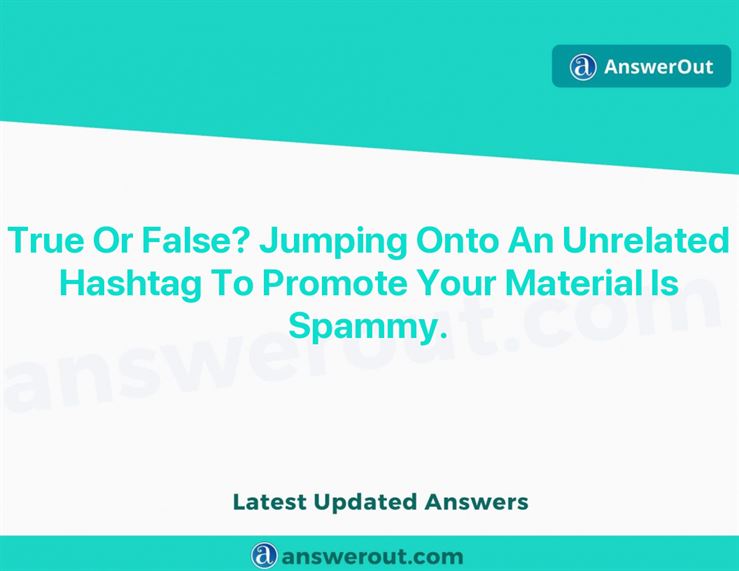 AnswerOut
True Or False? Jumping Onto An Unrelated
Hashtag To Promote Your Material Is
Spammy.
answerout.com
Latest Updated Answers
answerout.com